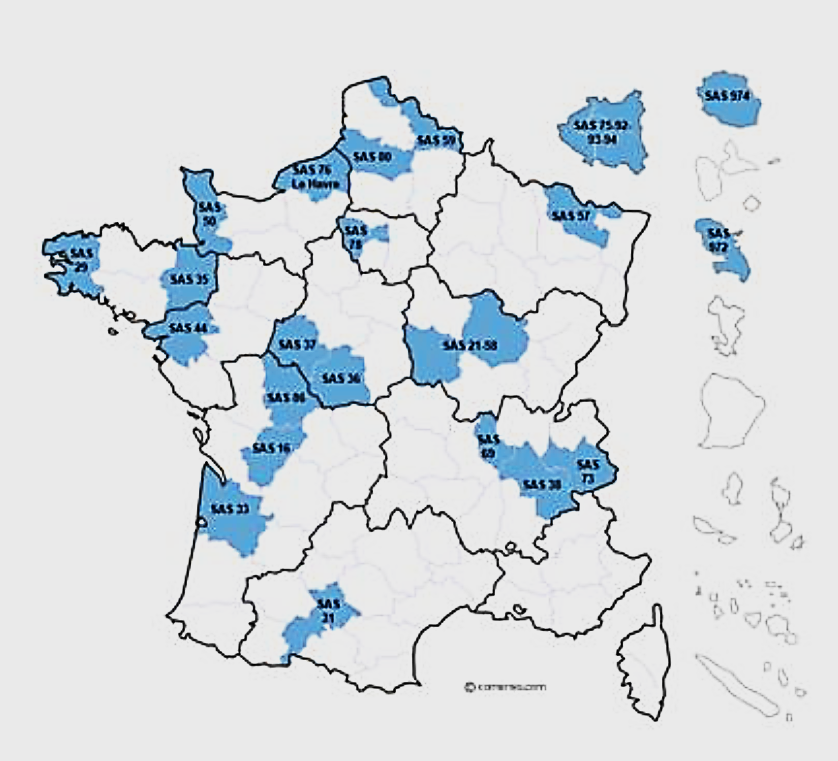 SAS 974
SAS 75-92-
93-94
SAS 59
SAS 80
SAS 76
Le Havre
SAS
50
SAS 57
SAS
78
SAS
972
SAS
29
SAS 35
SAS 44
SAS 37
SAS 21-58
SAS 36
SAS 86
SAS 16
SAS
69
SAS
73
SAS 38
SAS 33
SAS
31
©